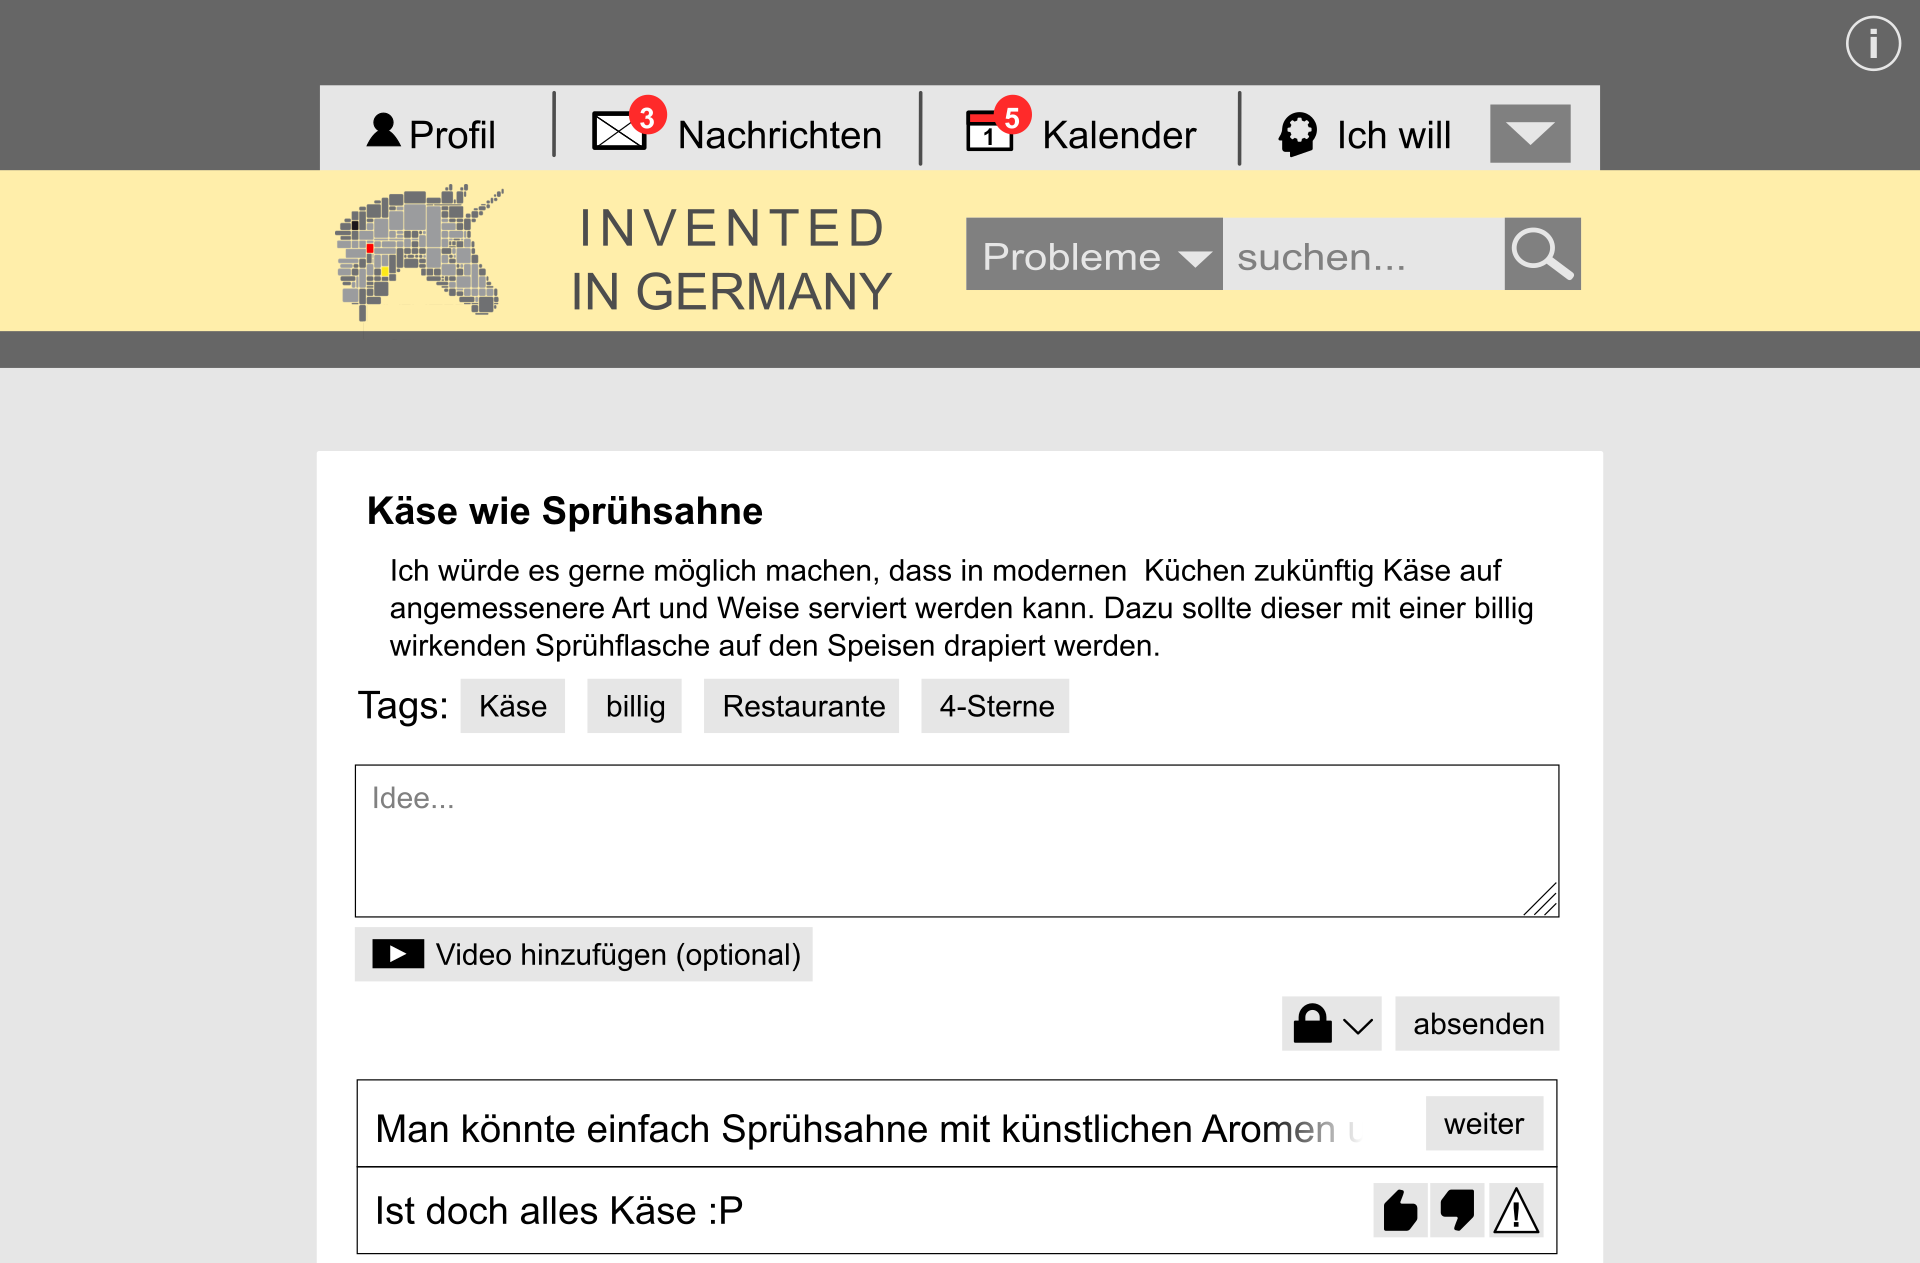 i
Profil
3
Nachrichten
1
5
Kalender
Ich will
INVENTED
IN GERMANY
Probleme
suchen...
Käse wie Sprühsahne
Ich würde es gerne möglich machen, dass in modernen  Küchen zukünftig Käse auf
angemessenere Art und Weise serviert werden kann. Dazu sollte dieser mit einer billig
wirkenden Sprühflasche auf den Speisen drapiert werden.
Tags: Käse billig Restaurante 4-Sterne
Idee...
Video hinzufügen (optional)
absenden
Man könnte einfach Sprühsahne mit künstlichen Aromen
weiter
Ist doch alles Käse :P
!